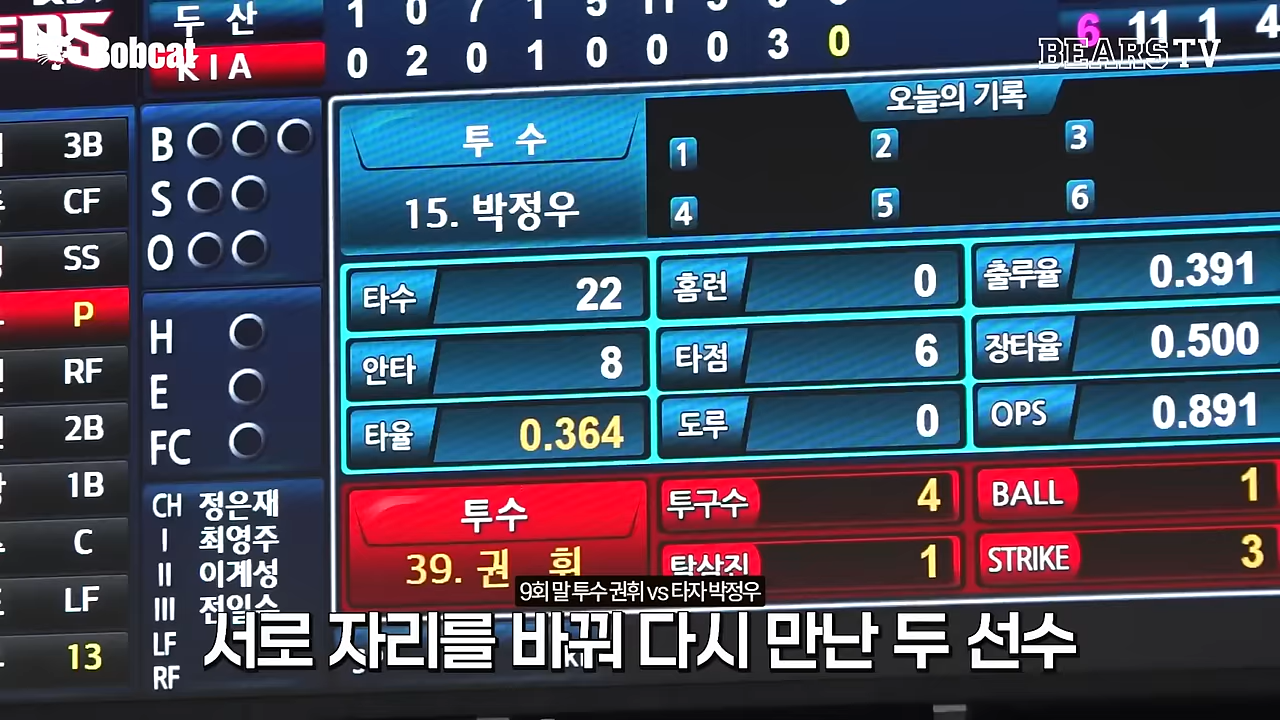 Bobcat
BEARS TV
두 산 1 0 7 1 5 11
KIA 0 2 0 1 0 0 0 3 0
6 11 1 4
3B
CF
SS
P
RF
2B
1B
C
LF
13
B
S
O
H
E
FC
CH 정은재
I 최영주
II 이계성
III 전일수
LF
RF
투 수
15. 박정우
오늘의 기록
1 2 3
4 5 6
타수 22 홈런 0 출루율 0.391
안타 8 타점 6 장타율 0.500
타율 0.364 도루 0 OPS 0.891
투수 투구수 4 BALL 1
39. 권 휘 탈삼진 1 STRIKE 3
9회 말 투수 권휘 vs 타자 박정우
서로 자리를 바꿔 다시 만난 두 선수